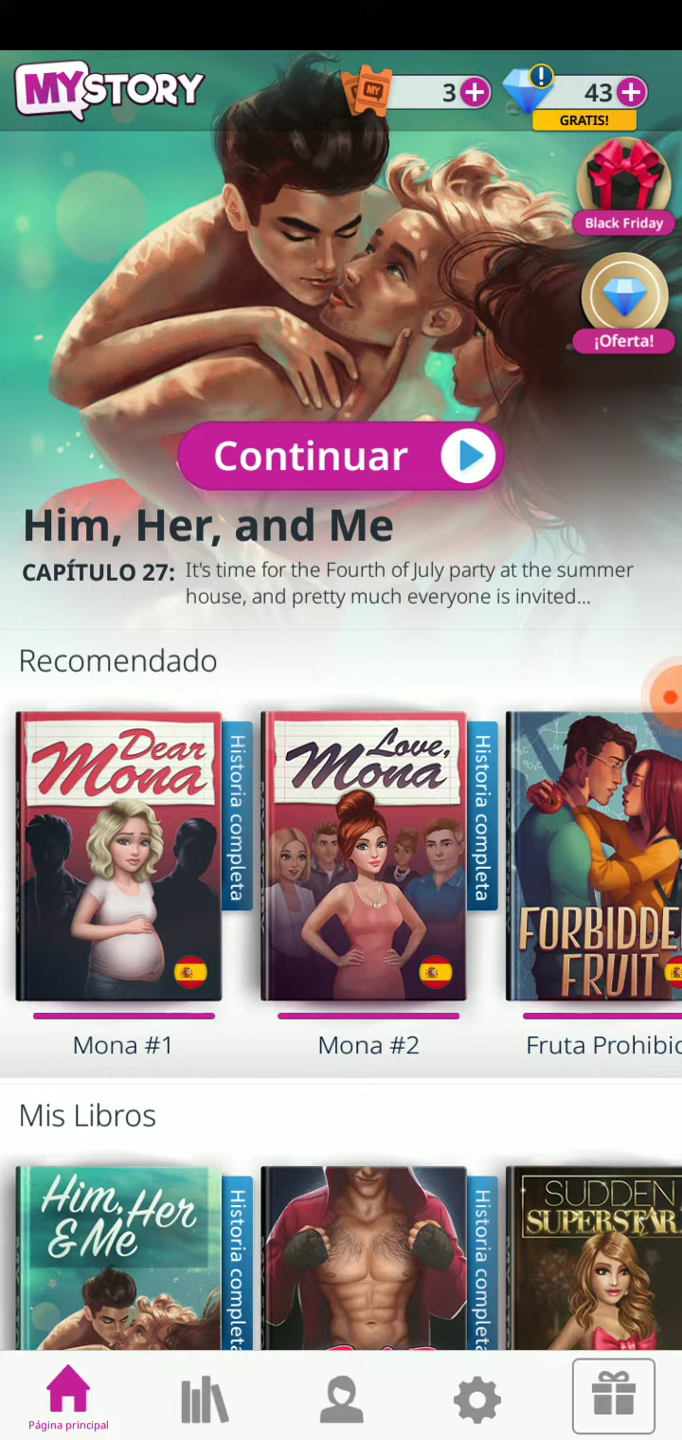 MYSTORY
MY
3
43
GRATIS!
Black Friday
¡Oferta!
Continuar
Him, Her, and Me
CAPÍTULO 27: It's time for the Fourth of July party at the summer
house, and pretty much everyone is invited...
Recomendado
Dear
Mona
Historia completa
Love,
Mona
Historia completa
FORBIDDE
FRUIT
Mona #1
Mona #2
Fruta Prohibic
Mis Libros
Him, Her
& Me
Historia completa
Historia completa
SUDDEN
SUPERSTAR
Página principal